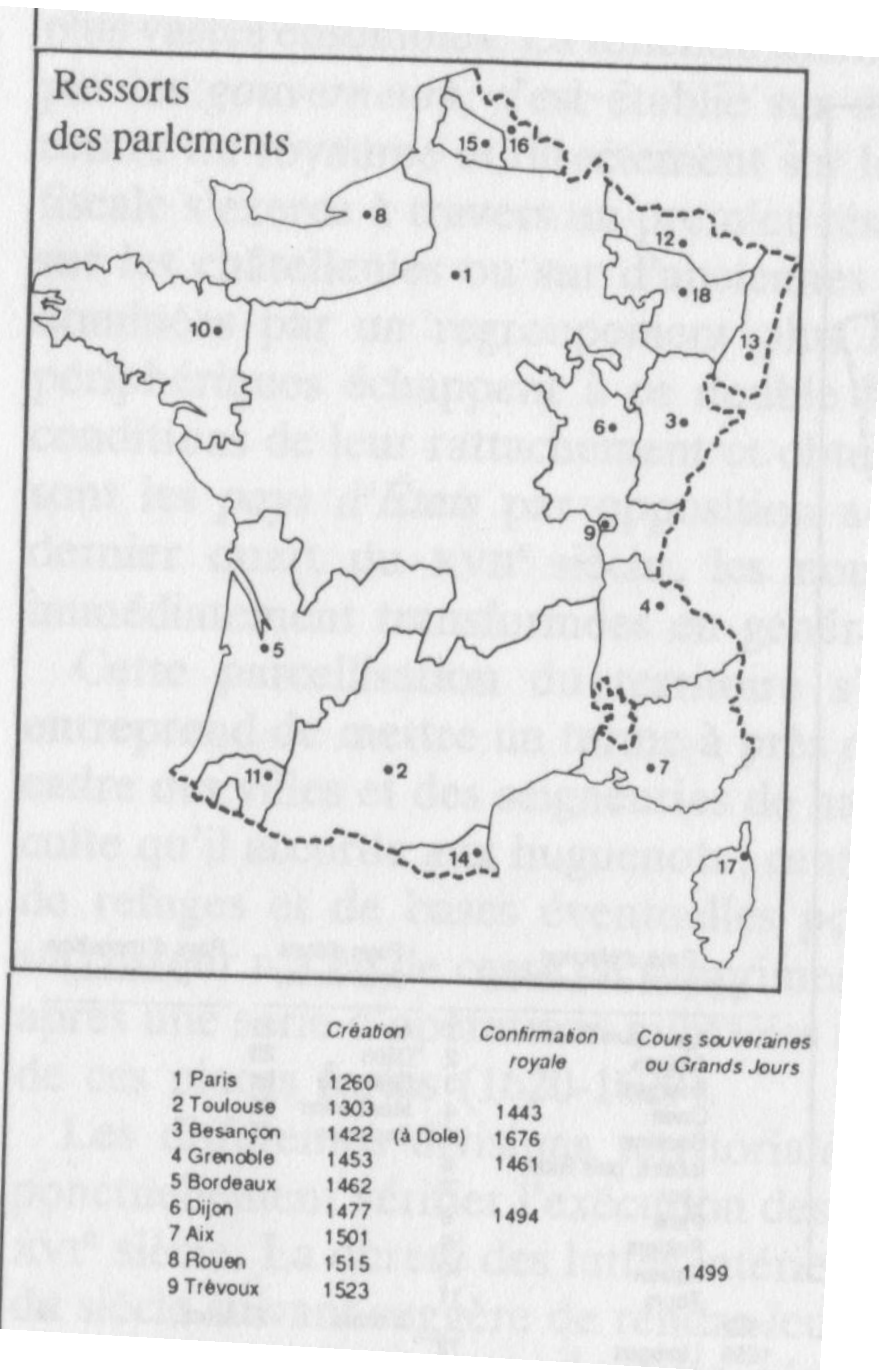 Ressorts
des parlements
15
16
8
12
1
18
10
13
6
3
9
4
5
11
2
7
14
17
Création Confirmation Cours souveraines
royale ou Grands Jours
1 Paris 1260
2 Toulouse 1303 1443
3 Besançon 1422 (à Dole) 1676
4 Grenoble 1453 1461
5 Bordeaux 1462
6 Dijon 1477 1494
7 Aix 1501
8 Rouen 1515 1499
9 Trévoux 1523